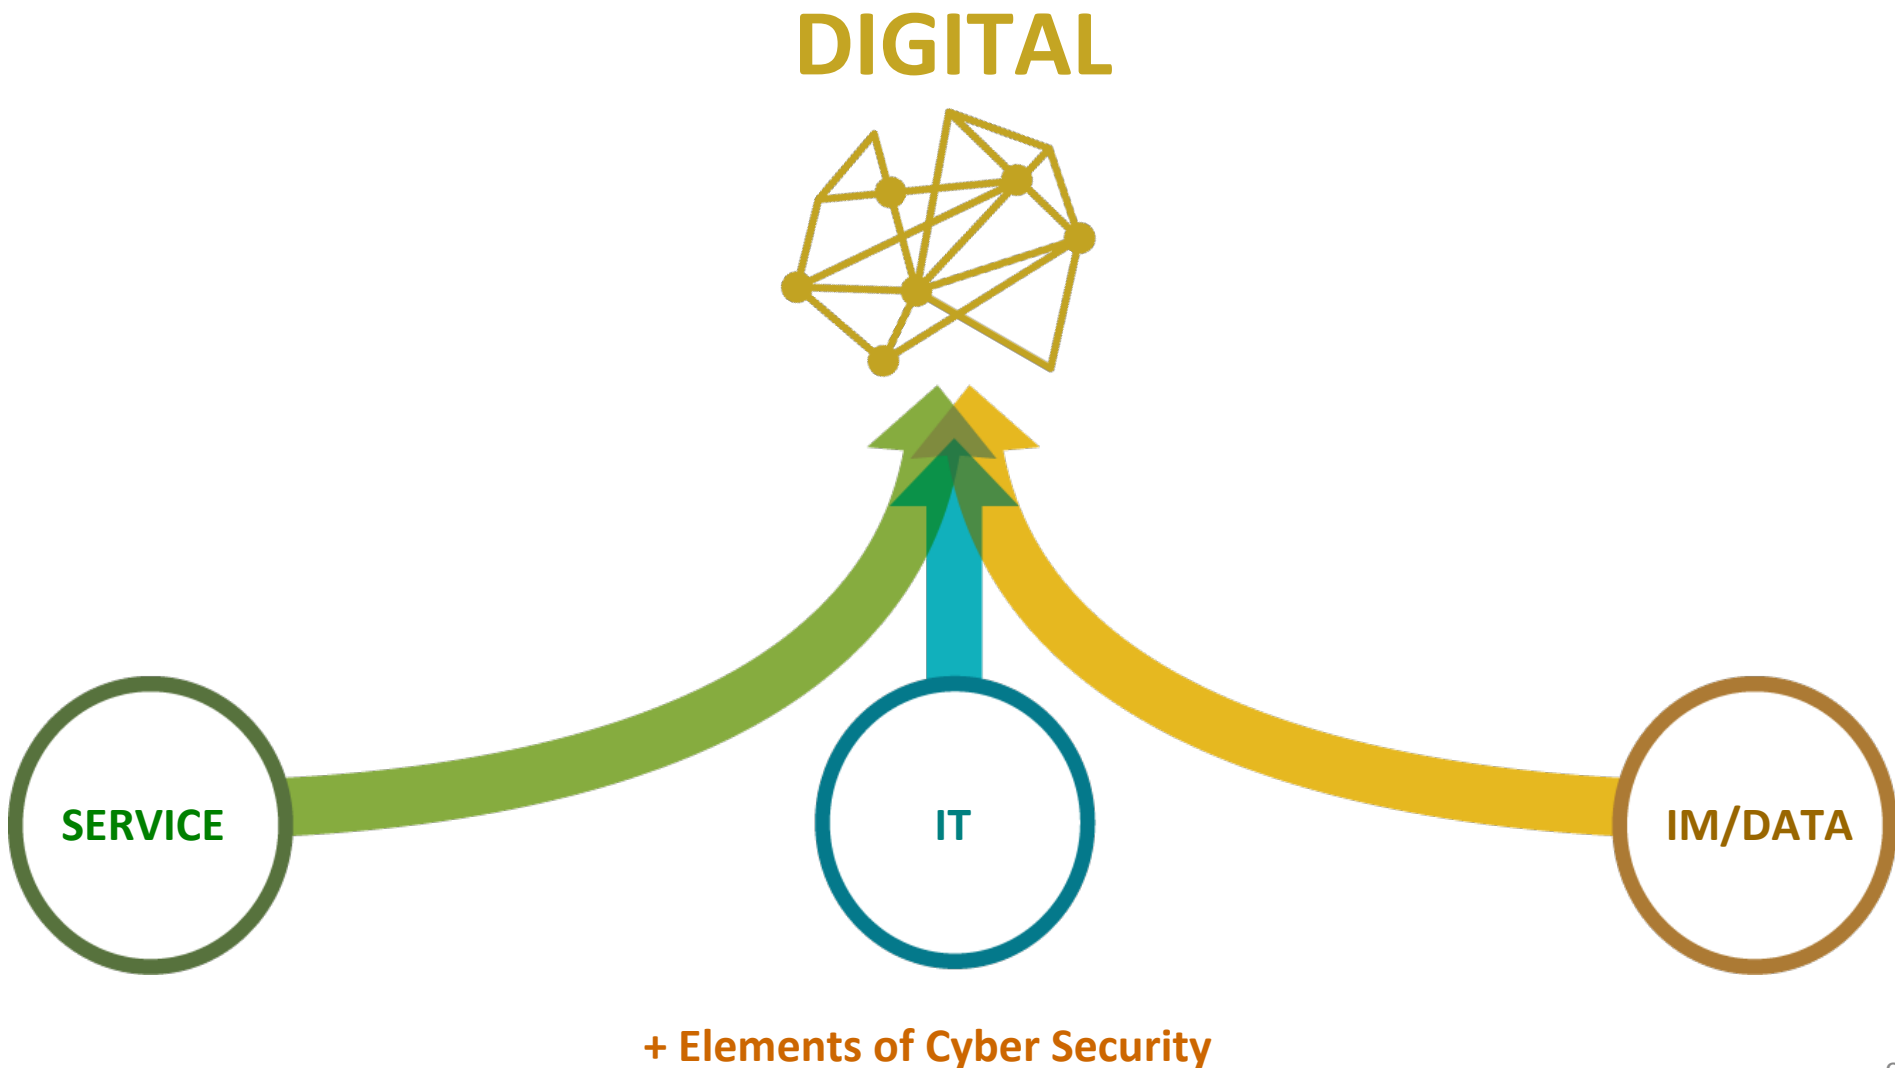 DIGITAL
SERVICE
IT
IM/DATA
+ Elements of Cyber Security